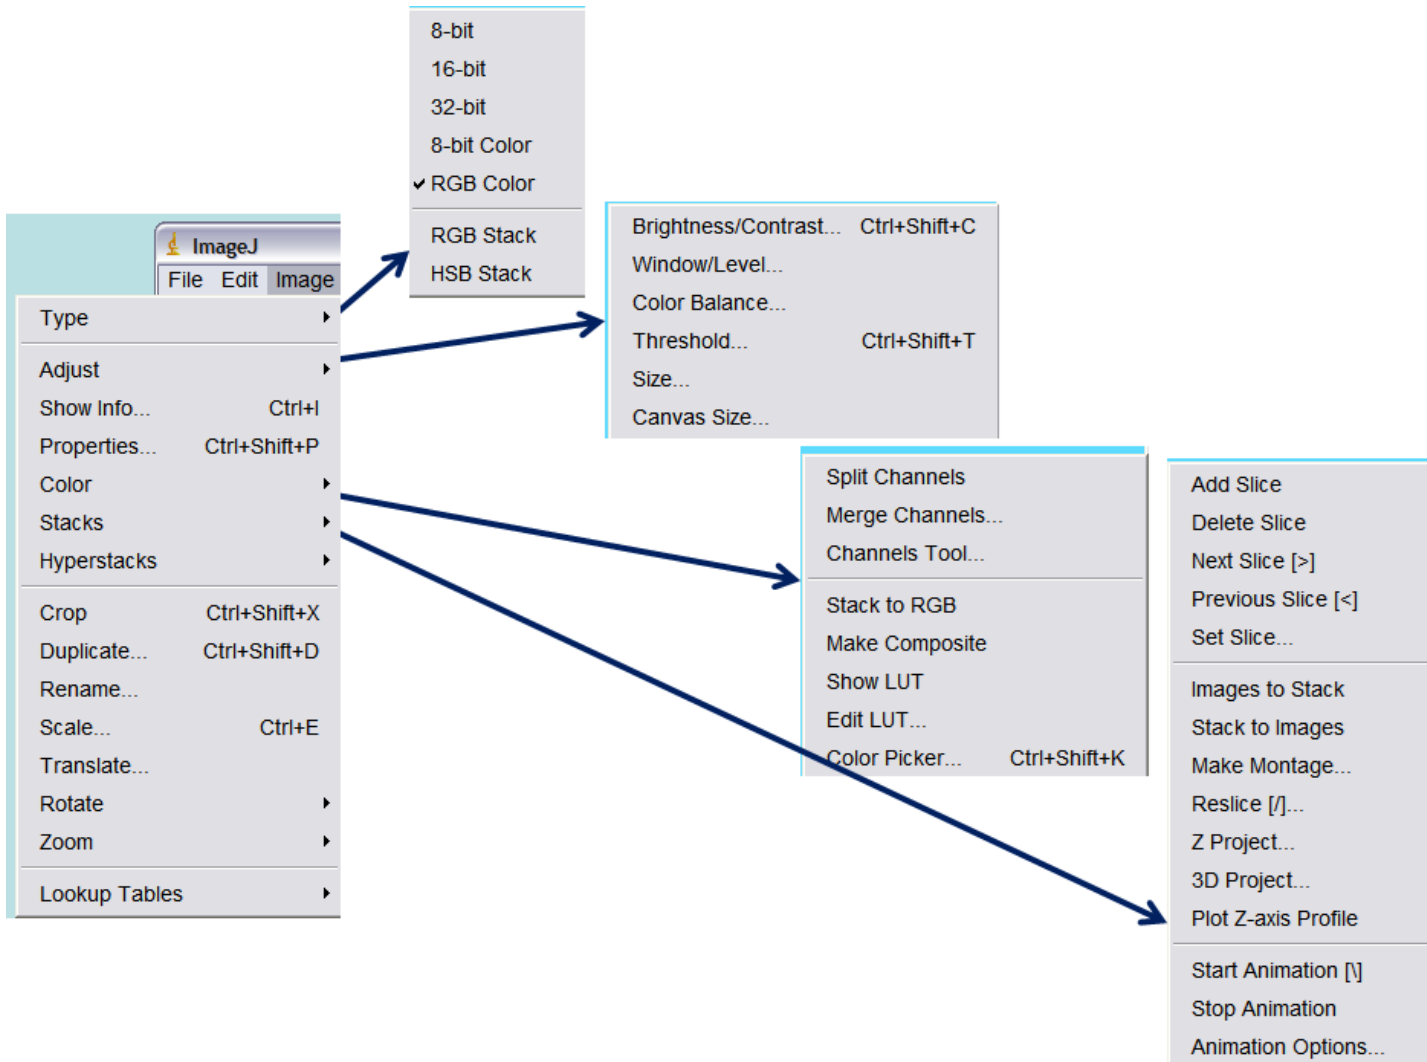 8-bit
16-bit
32-bit
8-bit Color
RGB Color
RGB Stack
HSB Stack
ImageJ
File Edit Image
Type
Adjust
Show Info... Ctrl+I
Properties... Ctrl+Shift+P
Color
Stacks
Hyperstacks
Crop Ctrl+Shift+X
Duplicate... Ctrl+Shift+D
Rename...
Scale... Ctrl+E
Translate...
Rotate
Zoom
Lookup Tables
Brightness/Contrast... Ctrl+Shift+C
Window/Level...
Color Balance...
Threshold... Ctrl+Shift+T
Size...
Canvas Size...
Split Channels
Merge Channels...
Channels Tool...
Stack to RGB
Make Composite
Show LUT
Edit LUT...
Color Picker... Ctrl+Shift+K
Add Slice
Delete Slice
Next Slice [>]
Previous Slice [<]
Set Slice...
Images to Stack
Stack to Images
Make Montage...
Reslice [/]...
Z Project...
3D Project...
Plot Z-axis Profile
Start Animation [\]
Stop Animation
Animation Options...